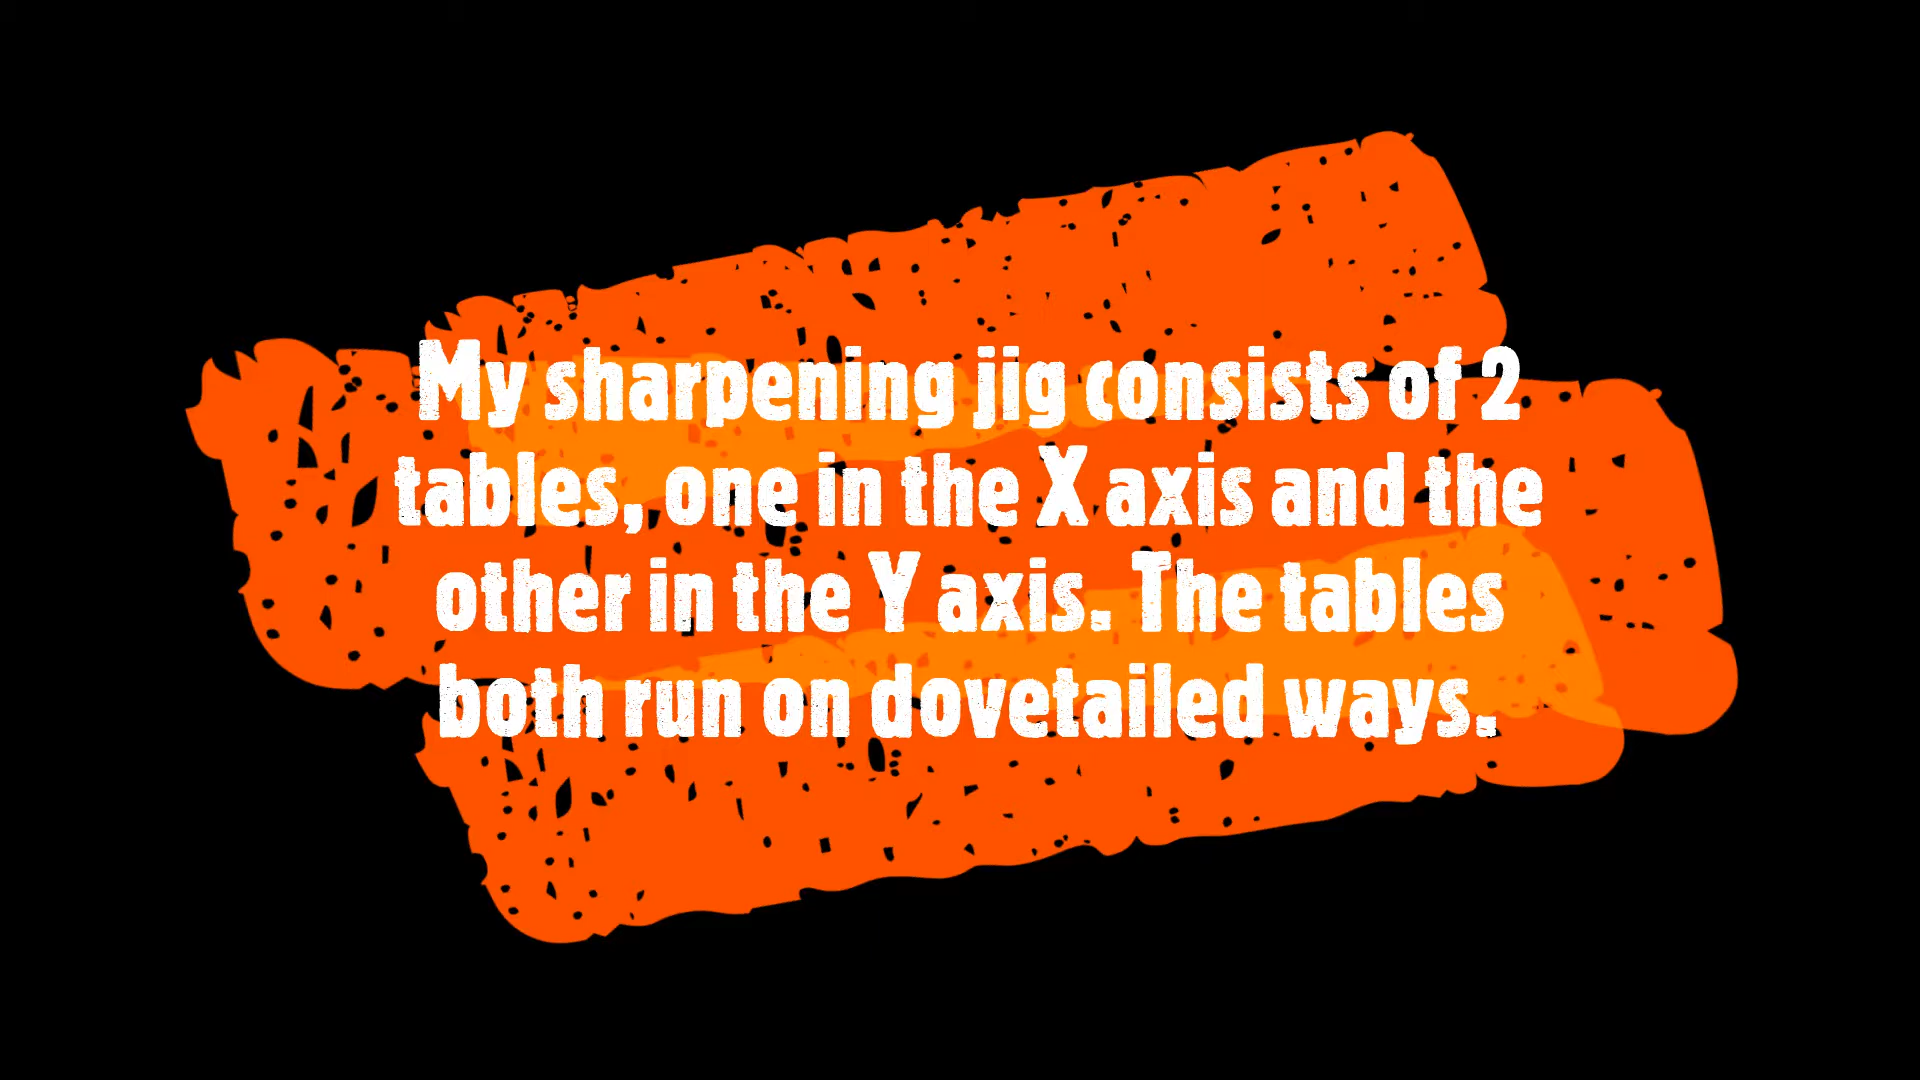 My sharpening jig consists of 2
tables, one in the X axis and the
other in the Y axis. The tables
both run on dovetailed ways.